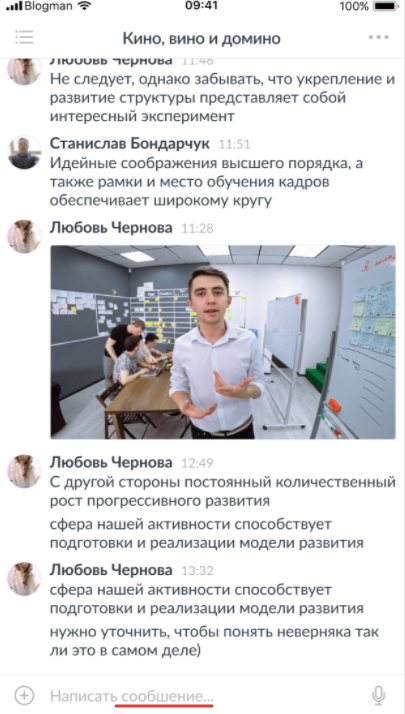 Blogman 09:41 100%
Кино, вино и домино
Любовь Чернова 11:48
Не следует, однако забывать, что укрепление и
развитие структуры представляет собой
интересный эксперимент
Станислав Бондарчук 11:51
Идейные соображения высшего порядка, а
также рамки и место обучения кадров
обеспечивает широкому кругу
Любовь Чернова 11:28
Любовь Чернова 12:49
С другой стороны постоянный количественный
рост прогрессивного развития
сфера нашей активности способствует
подготовки и реализации модели развития
Любовь Чернова 13:32
сфера нашей активности способствует
подготовки и реализации модели развития
нужно уточнить, чтобы понять неверняка так
ли это в самом деле)
Написать сообщение...